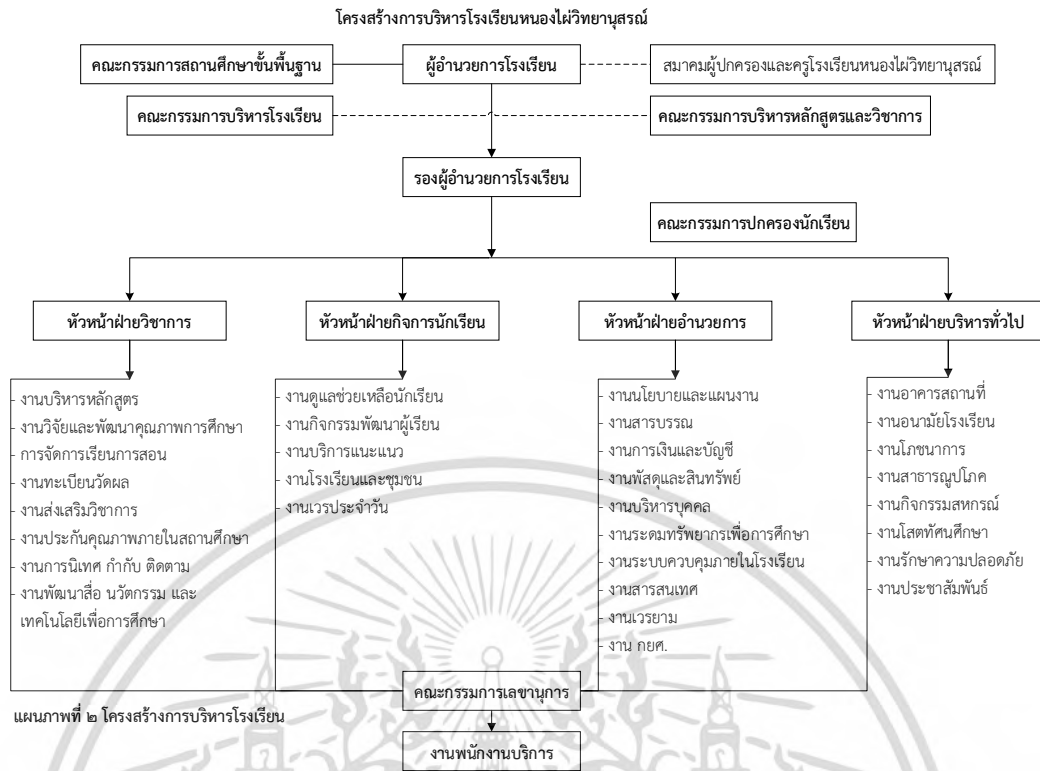 โครงสร้างการบริหารโรงเรียนหนองไผ่วิทยานุสรณ์
คณะกรรมการสถานศึกษาขั้นพื้นฐาน
ผู้อำนวยการโรงเรียน
สมาคมผู้ปกครองและครูโรงเรียนหนองไผ่วิทยานุสรณ์
คณะกรรมการบริหารโรงเรียน
คณะกรรมการบริหารหลักสูตรและวิชาการ
รองผู้อำนวยการโรงเรียน
คณะกรรมการปกครองนักเรียน
หัวหน้าฝ่ายวิชาการ
- งานบริหารหลักสูตร
- งานวิจัยและพัฒนาคุณภาพการศึกษา
- การจัดการเรียนการสอน
- งานทะเบียนวัดผล
- งานส่งเสริมวิชาการ
- งานประกันคุณภาพภายในสถานศึกษา
- งานการนิเทศ กำกับ ติดตาม
- งานพัฒนาสื่อ นวัตกรรม และ
เทคโนโลยีเพื่อการศึกษา
หัวหน้าฝ่ายกิจการนักเรียน
- งานดูแลช่วยเหลือนักเรียน
- งานกิจกรรมพัฒนาผู้เรียน
- งานบริการแนะแนว
- งานโรงเรียนและชุมชน
- งานเวรประจำวัน
หัวหน้าฝ่ายอำนวยการ
- งานนโยบายและแผนงาน
- งานสารบรรณ
- งานการเงินและบัญชี
- งานพัสดุและสินทรัพย์
- งานบริหารบุคคล
- งานระดมทรัพยากรเพื่อการศึกษา
- งานระบบควบคุมภายในโรงเรียน
- งานสารสนเทศ
- งานเวรยาม
- งาน กยศ.
หัวหน้าฝ่ายบริหารทั่วไป
- งานอาคารสถานที่
- งานอนามัยโรงเรียน
- งานโภชนาการ
- งานสาธารณูปโภค
- งานกิจกรรมสหกรณ์
- งานโสตทัศนศึกษา
- งานรักษาความปลอดภัย
- งานประชาสัมพันธ์
คณะกรรมการเลขานุการ
แผนภาพที่ ๒ โครงสร้างการบริหารโรงเรียน
งานพนักงานบริการ